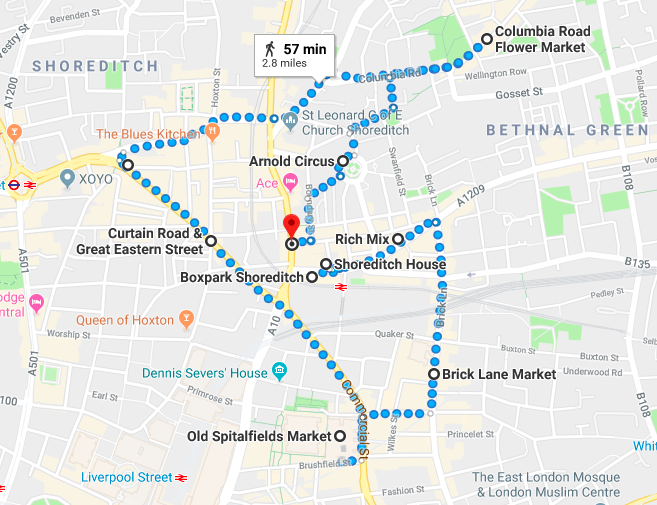 Bevenden St
Vestry St
Columbia Road
Flower Market
57 min
2.8 miles
SHOREDITCH
A1200
Hoxton St
Columbia Rd
Wellington Row
Gosset St
Pollard Row
The Blues Kitchen
St Leonard C of E
Church Shoreditch
BETHNAL GREEN
Arnold Circus
Swanfield St
Brick Ln
A1209
B108
XOYO
Ace
Boundary St
Curtain Road &
Great Eastern Street
Rich Mix
Shoreditch House
Boxpark Shoreditch
B135
A501
Pedley St
Brick Ln
Queen of Hoxton
A10
Worship St
Quaker St
Buxton St
Buxton St
Underwood Rd
A501
Dennis Severs' House
Brick Lane Market
Primrose St
Earl St
Commercial St
B108
Wilkes St
Princelet St
Old Spitalfields Market
Brushfield St
Liverpool Street
Fashion St
The East London Mosque
& London Muslim Centre